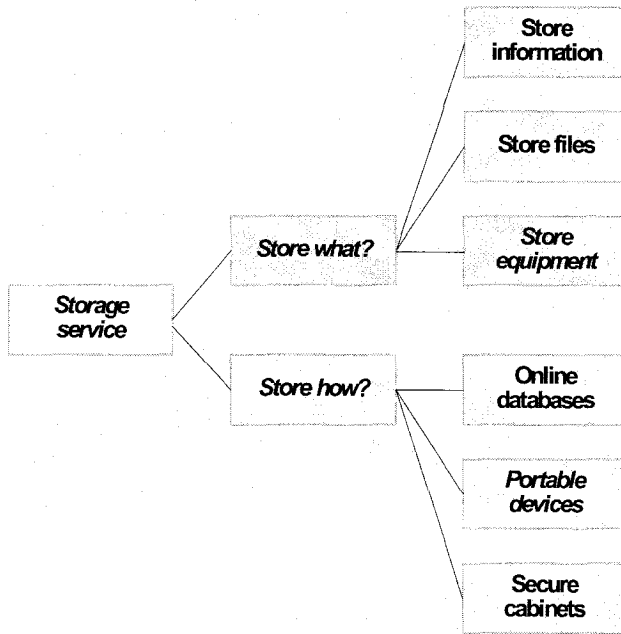 Store
information
Store files
Store what?
Store
equipment
Storage
service
Store how?
Online
databases
Portable
devices
Secure
cabinets